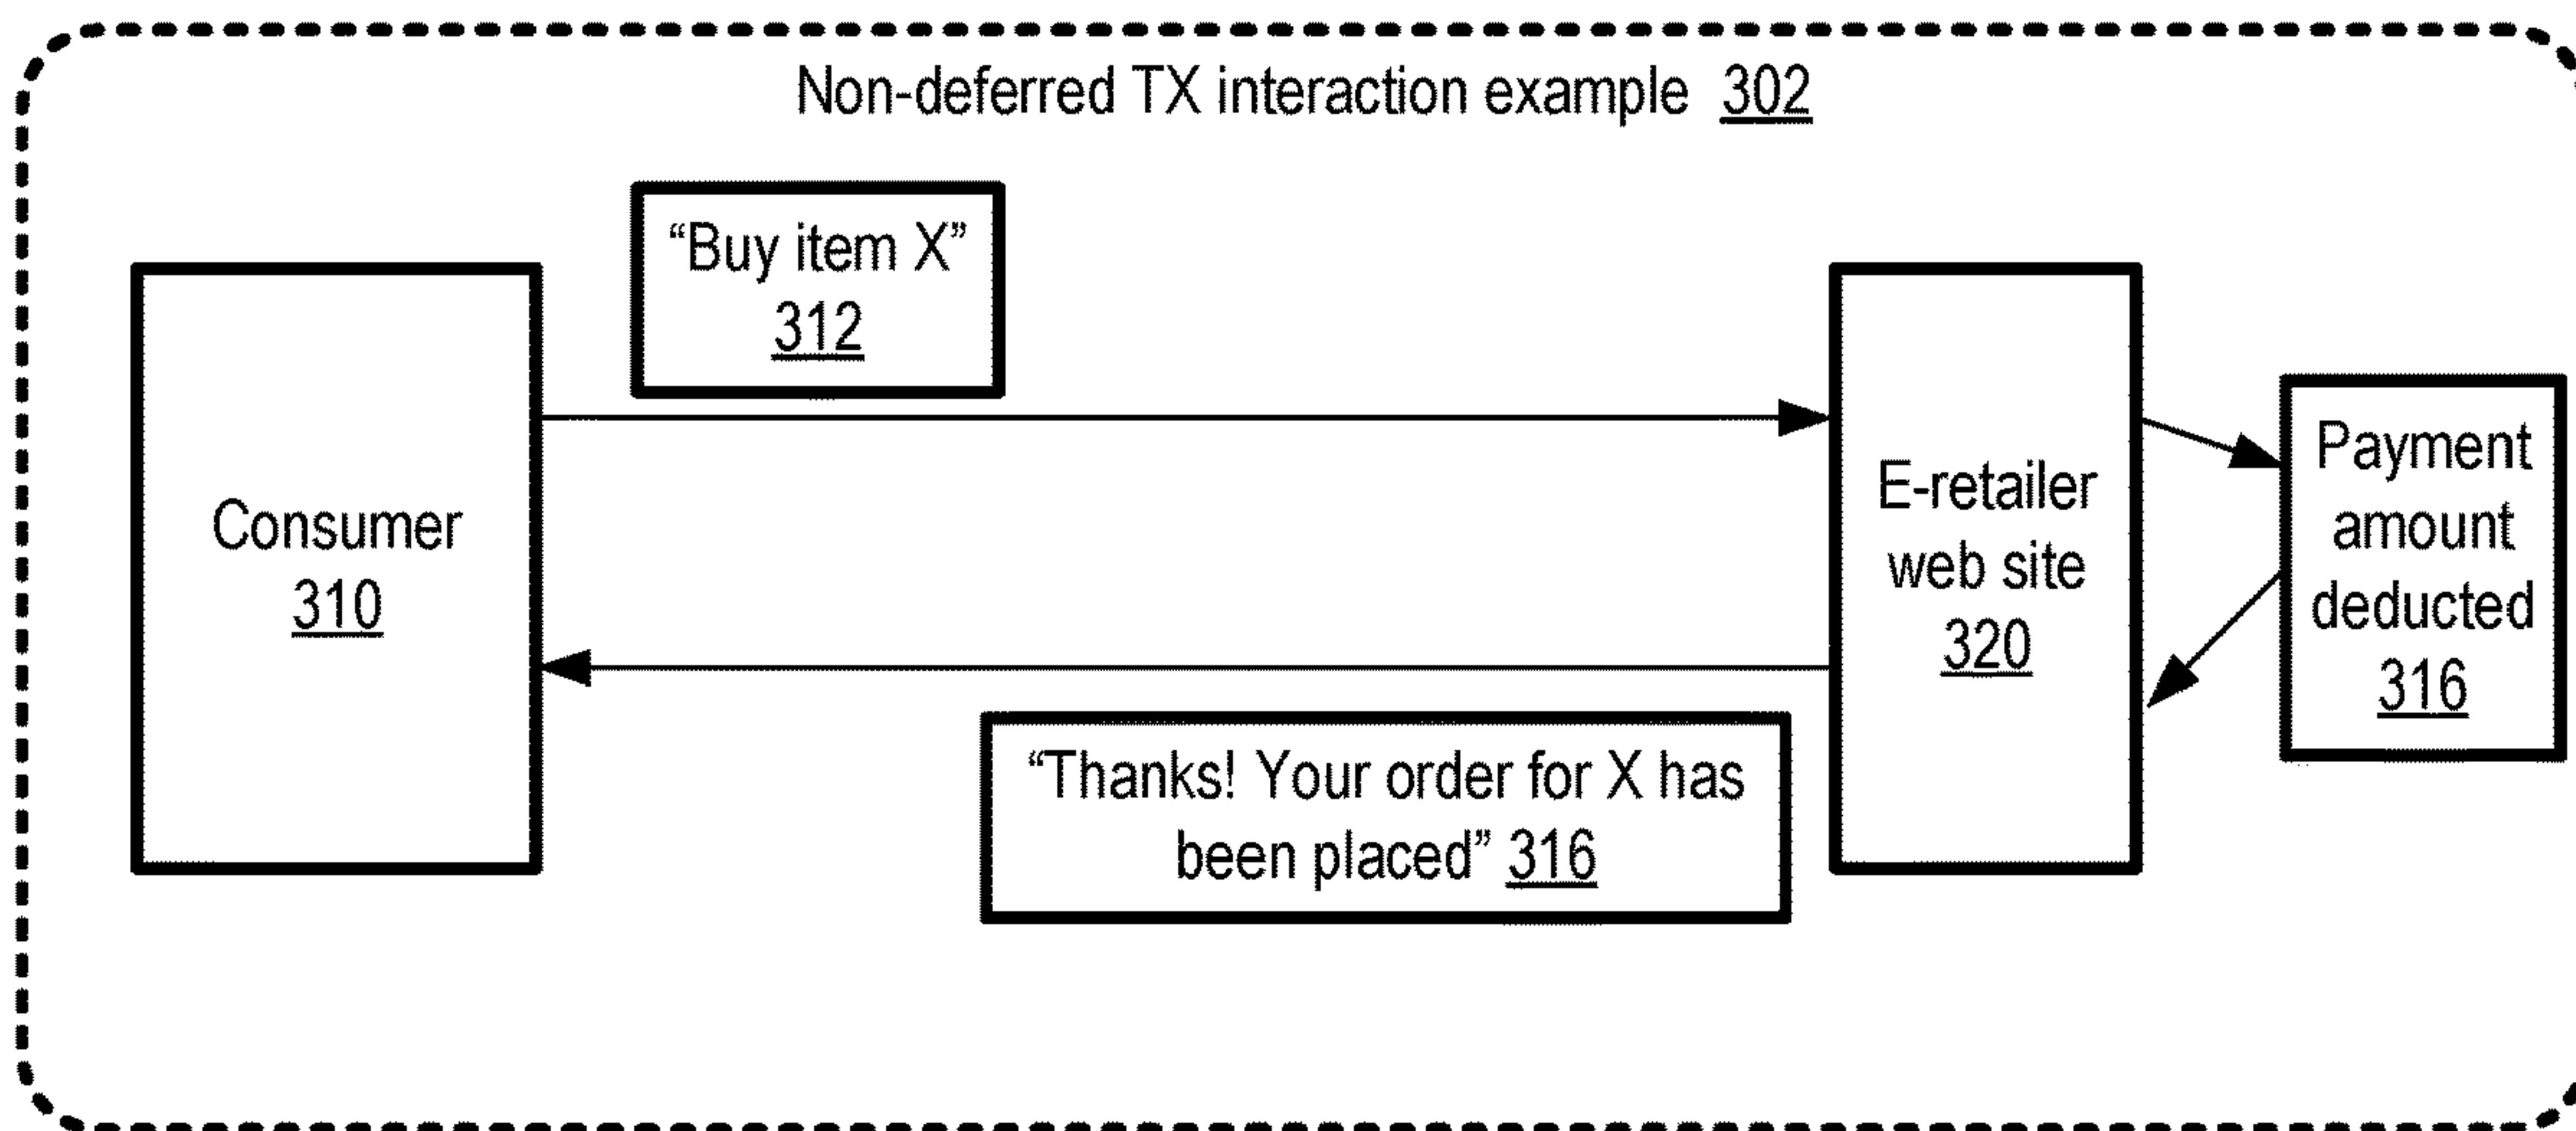 Non-deferred TX interaction example 302
“Buy item X”
312
Consumer
310
E-retailer
web site
320
Payment
amount
deducted
316
“Thanks! Your order for X has
been placed” 316